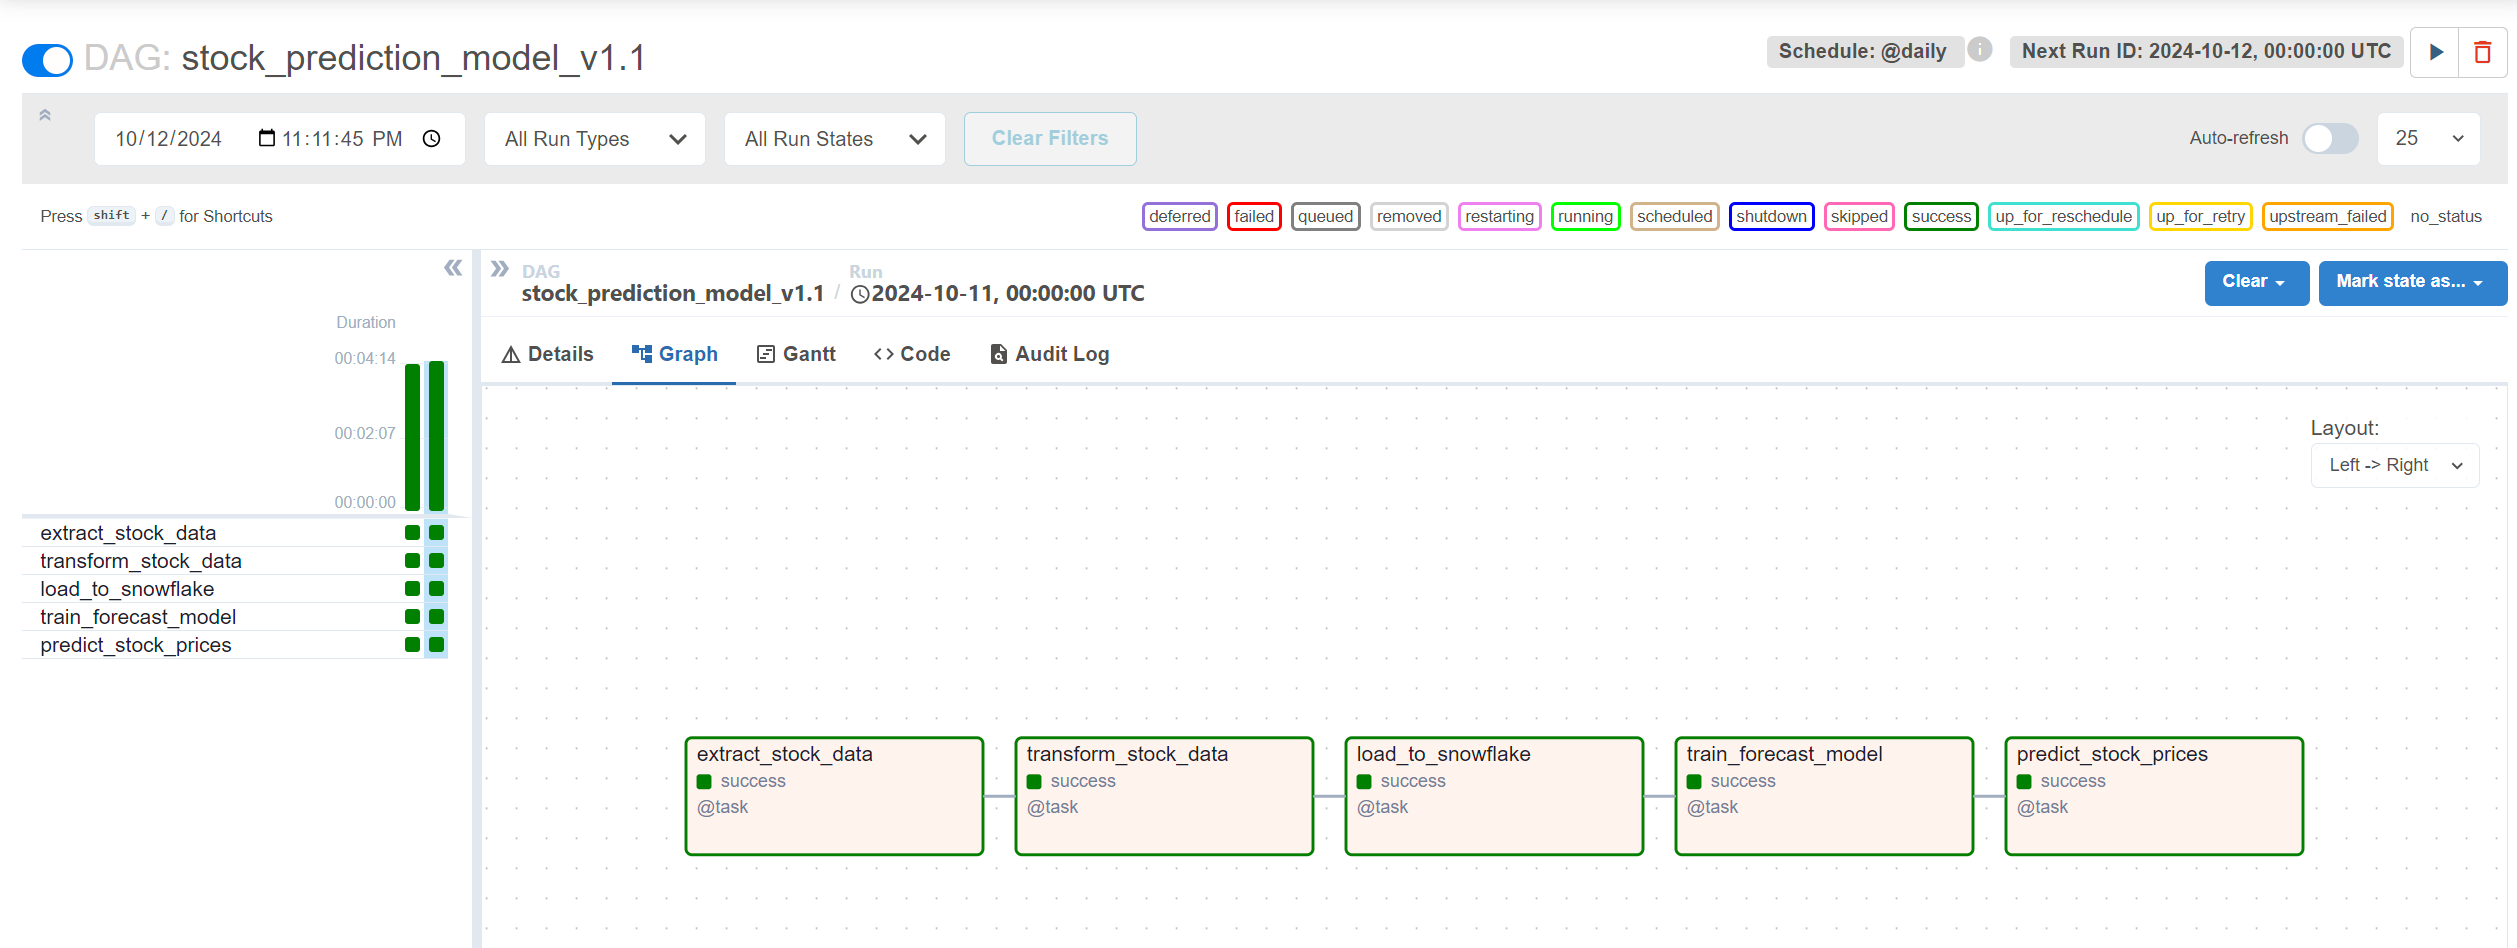 DAG: stock_prediction_model_v1.1
Schedule: @daily
Next Run ID: 2024-10-12, 00:00:00 UTC
10/12/2024 11:11:45 PM
All Run Types
All Run States
Clear Filters
Auto-refresh
25
Press shift + / for Shortcuts
deferred failed queued removed restarting running scheduled shutdown skipped success up_for_reschedule up_for_retry upstream_failed no_status
DAG
stock_prediction_model_v1.1
/
Run
2024-10-11, 00:00:00 UTC
Clear
Mark state as...
Details
Graph
Gantt
Code
Audit Log
Duration
00:04:14
00:02:07
00:00:00
extract_stock_data
transform_stock_data
load_to_snowflake
train_forecast_model
predict_stock_prices
Layout:
Left -> Right
extract_stock_data
success
@task
transform_stock_data
success
@task
load_to_snowflake
success
@task
train_forecast_model
success
@task
predict_stock_prices
success
@task